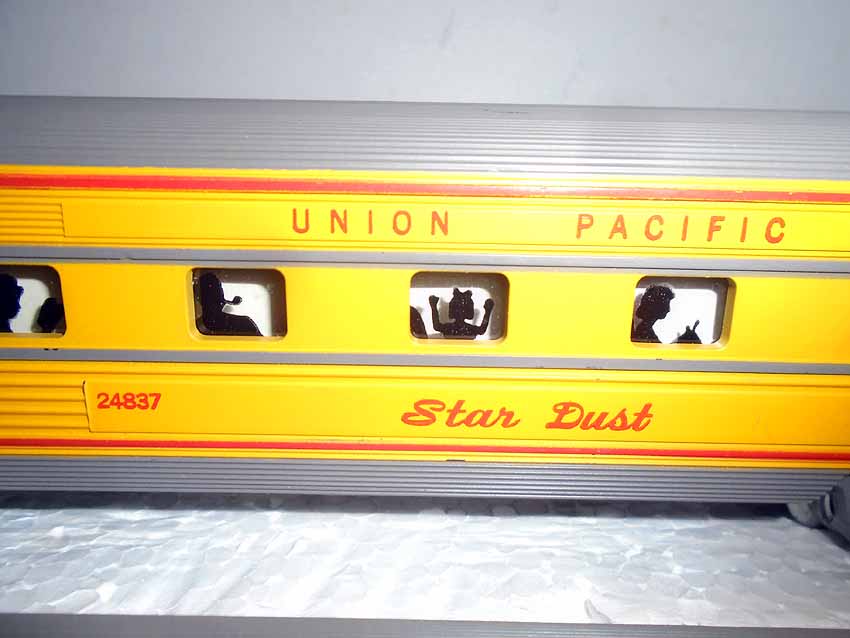 UNION PACIFIC
24837
Star Dust